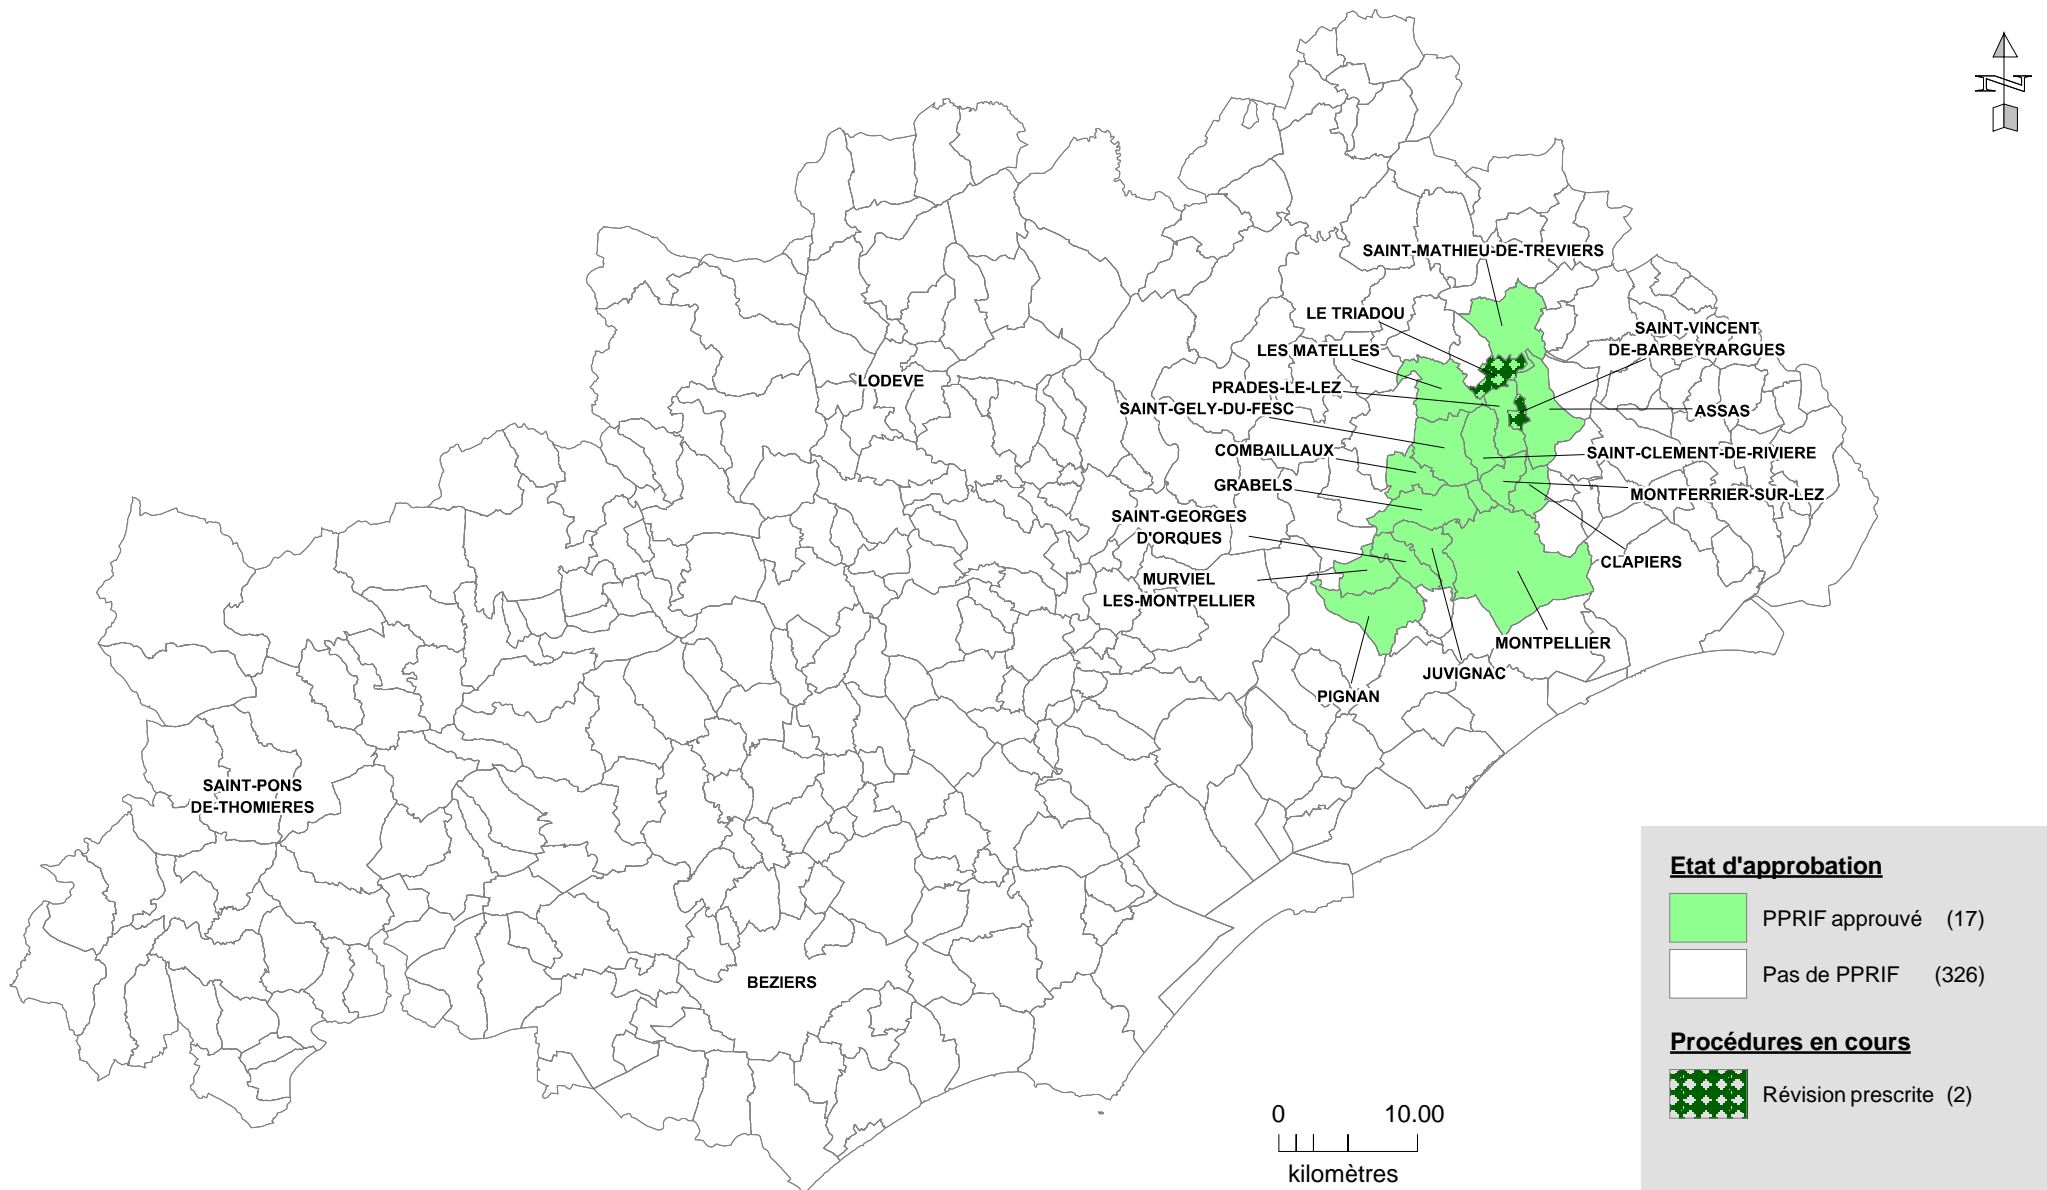 N
SAINT-MATHIEU-DE-TREVIERS
LE TRIADOU
SAINT-VINCENT
DE-BARBEYRARGUES
LES MATELLES
LODEVE
PRADES-LE-LEZ
SAINT-GELY-DU-FESC
ASSAS
COMBAILLAUX
SAINT-CLEMENT-DE-RIVIERE
GRABELS
MONTFERRIER-SUR-LEZ
SAINT-GEORGES
D'ORQUES
CLAPIERS
MURVIEL
LES-MONTPELLIER
MONTPELLIER
JUVIGNAC
PIGNAN
SAINT-PONS
DE-THOMIERES
BEZIERS
Etat d'approbation
PPRIF approuvé (17)
Pas de PPRIF (326)
Procédures en cours
Révision prescrite (2)
0 10.00
kilomètres